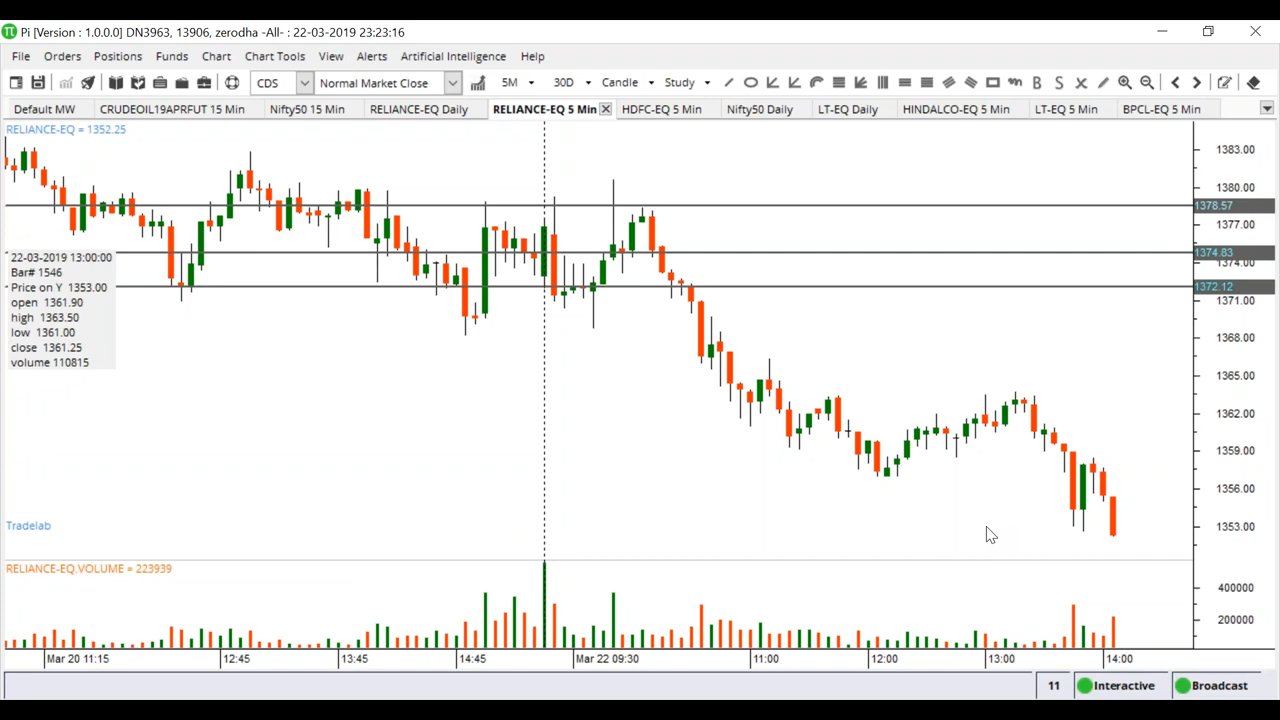 Pi [Version : 1.0.0.0] DN3963, 13906, zerodha -All- : 22-03-2019 23:23:16
File Orders Positions Funds Chart Chart Tools View Alerts Artificial Intelligence Help
CDS Normal Market Close 5M 30D Candle Study B S X
Default MW CRUDEOIL19APRFUT 15 Min Nifty50 15 Min RELIANCE-EQ Daily RELIANCE-EQ 5 Min HDFC-EQ 5 Min Nifty50 Daily LT-EQ Daily HINDALCO-EQ 5 Min LT-EQ 5 Min BPCL-EQ 5 Min
RELIANCE-EQ = 1352.25
1383.00
1380.00
1378.57
1377.00
1374.83
1374.00
1372.12
1371.00
1368.00
1365.00
1362.00
1359.00
1356.00
1353.00
22-03-2019 13:00:00
Bar# 1546
Price on Y 1353.00
open 1361.90
high 1363.50
low 1361.00
close 1361.25
volume 110815
Tradelab
RELIANCE-EQ.VOLUME = 223939
400000
200000
Mar 20 11:15 12:45 13:45 14:45 Mar 22 09:30 11:00 12:00 13:00 14:00
11 Interactive Broadcast